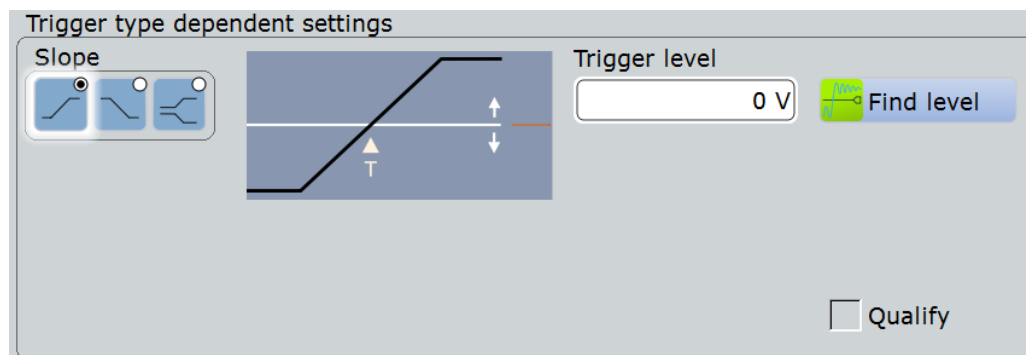 Trigger type dependent settings
Slope
Trigger level
0 V
Find level
T
Qualify